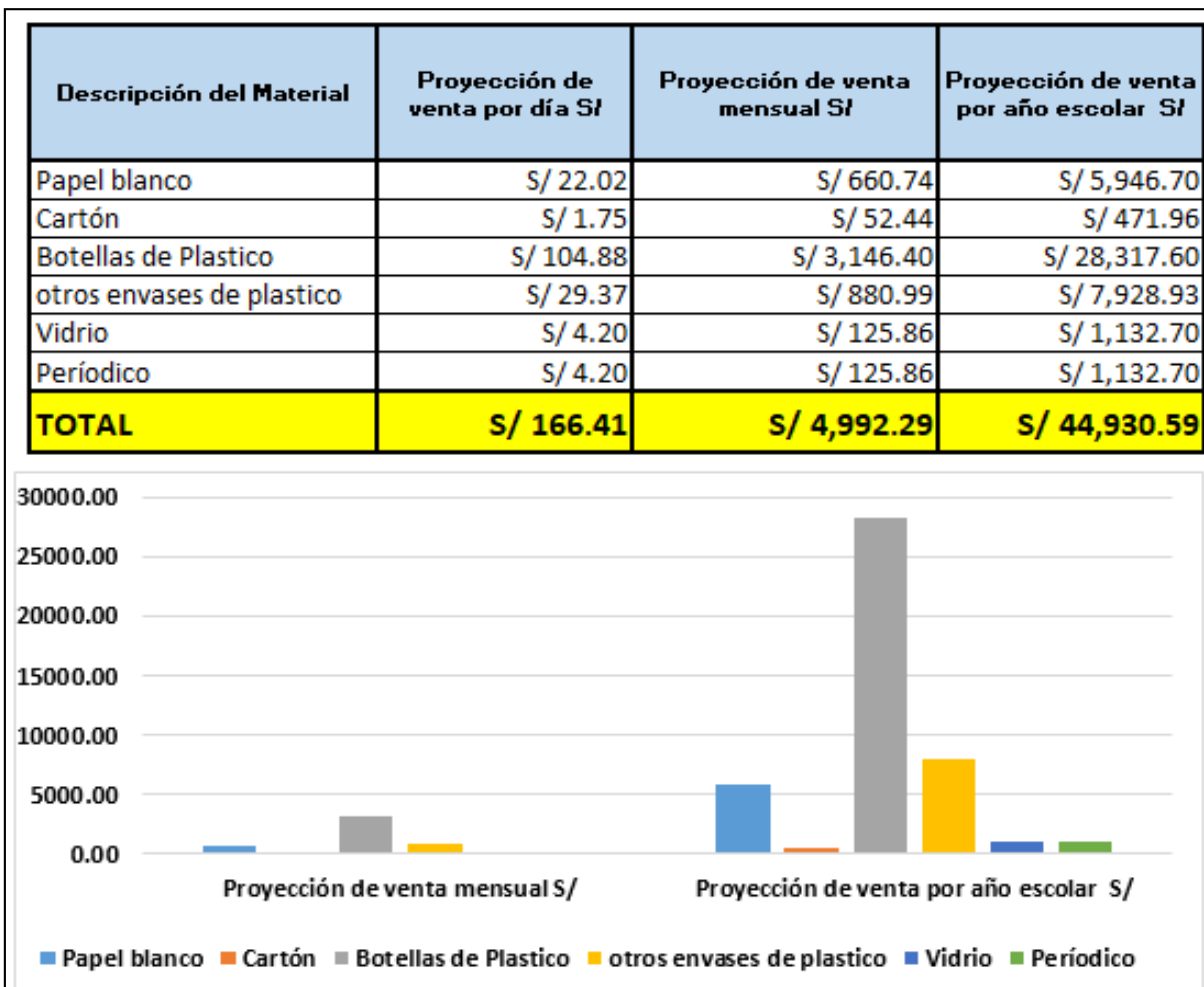 Descripción del Material
Proyección de venta por día S/
Proyección de venta mensual S/
Proyección de venta por año escolar S/
Papel blanco S/ 22.02 S/ 660.74 S/ 5,946.70
Cartón S/ 1.75 S/ 52.44 S/ 471.96
Botellas de Plastico S/ 104.88 S/ 3,146.40 S/ 28,317.60
otros envases de plastico S/ 29.37 S/ 880.99 S/ 7,928.93
Vidrio S/ 4.20 S/ 125.86 S/ 1,132.70
Períodico S/ 4.20 S/ 125.86 S/ 1,132.70
TOTAL S/ 166.41 S/ 4,992.29 S/ 44,930.59
30000.00
25000.00
20000.00
15000.00
10000.00
5000.00
0.00
Proyección de venta mensual S/ Proyección de venta por año escolar S/
Papel blanco Cartón Botellas de Plastico otros envases de plastico Vidrio Períodico